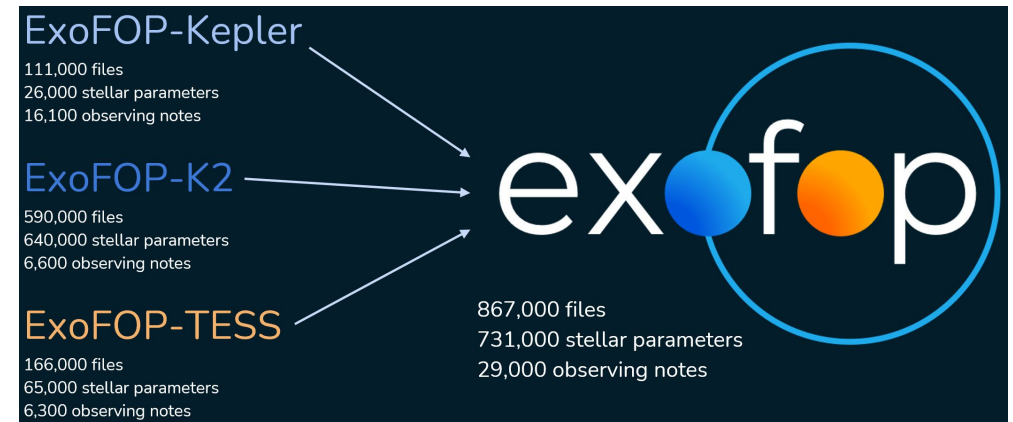 ExoFOP-Kepler
111,000 files
26,000 stellar parameters
16,100 observing notes
ExoFOP-K2
590,000 files
640,000 stellar parameters
6,600 observing notes
ExoFOP-TESS
166,000 files
65,000 stellar parameters
6,300 observing notes
exofop
867,000 files
731,000 stellar parameters
29,000 observing notes